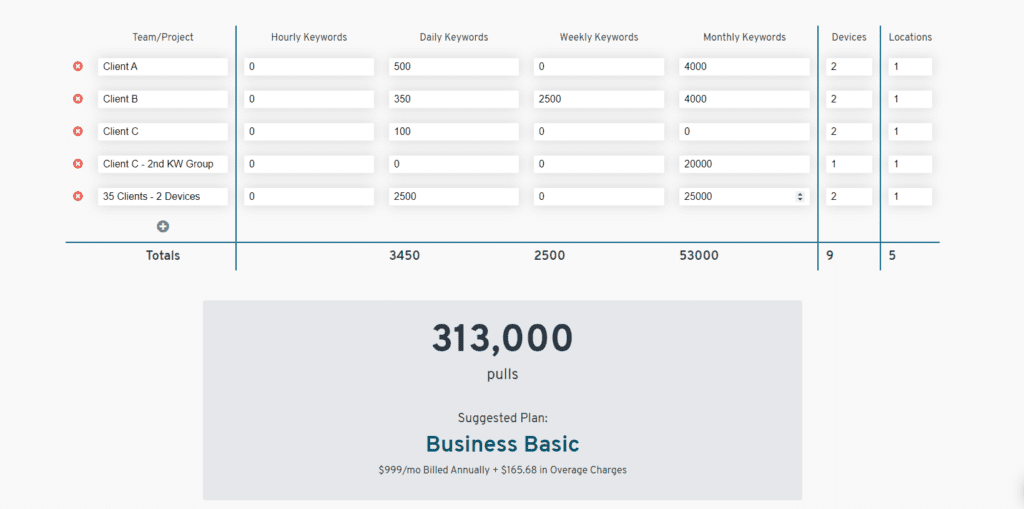 Team/Project Hourly Keywords Daily Keywords Weekly Keywords Monthly Keywords Devices Locations
Client A 0 500 0 4000 2 1
Client B 0 350 2500 4000 2 1
Client C 0 100 0 0 2 1
Client C - 2nd KW Group 0 0 0 20000 1 1
35 Clients - 2 Devices 0 2500 0 25000 2 1
Totals 3450 2500 53000 9 5
313,000
pulls
Suggested Plan:
Business Basic
$999/mo Billed Annually + $165.68 in Overage Charges